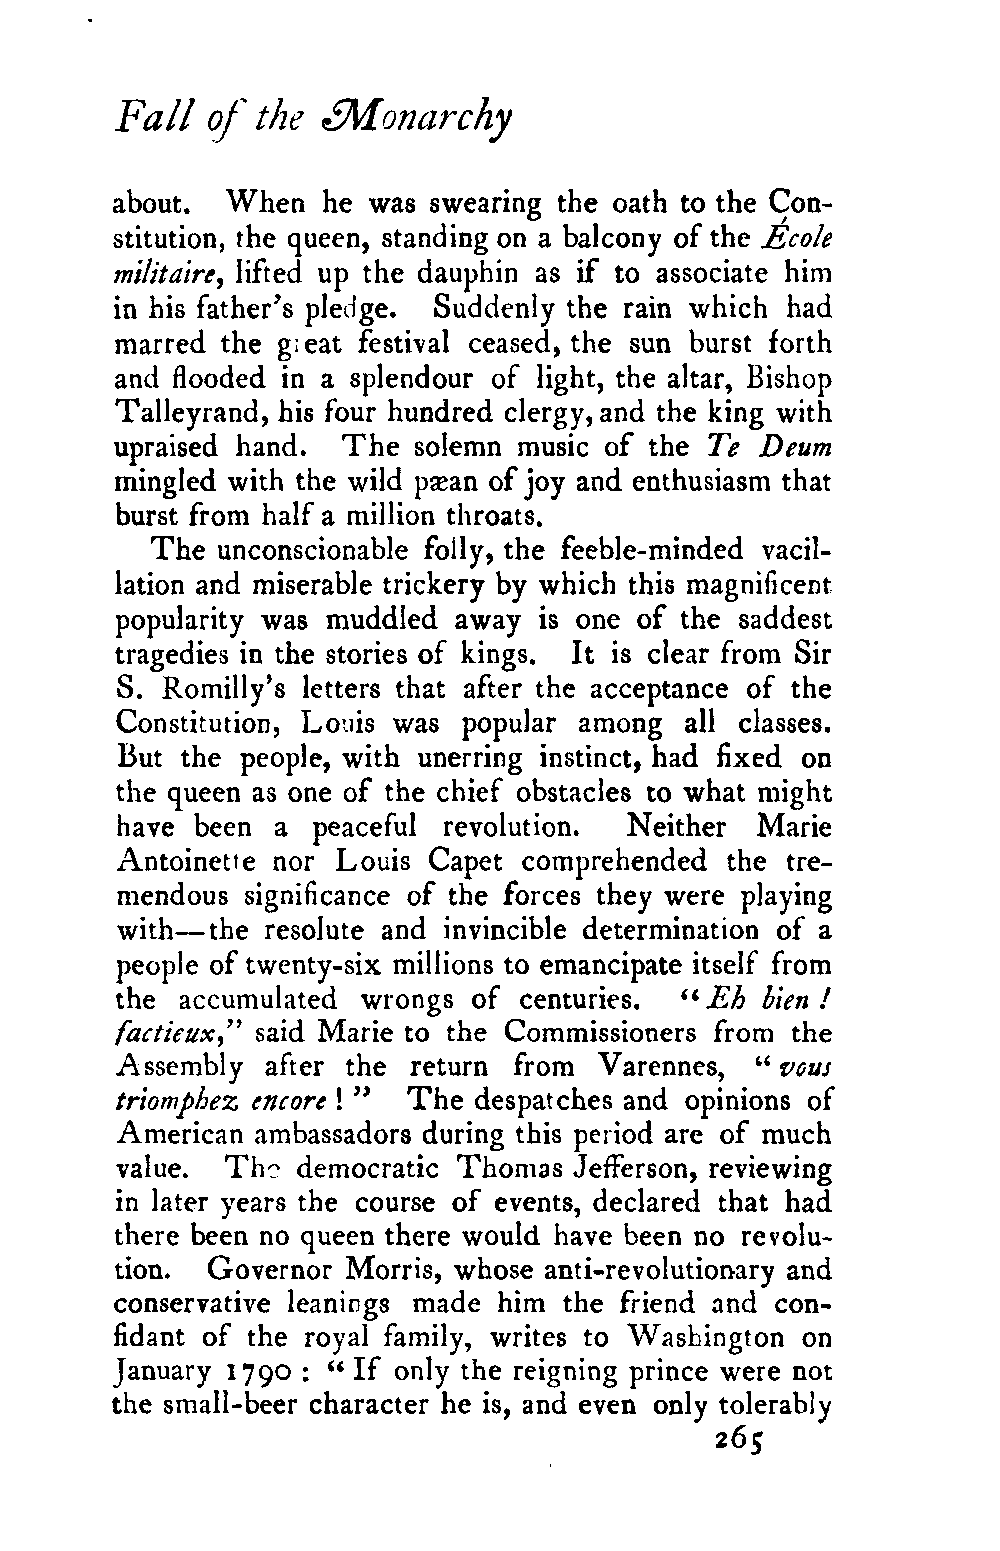 Fall of the Monarchy
about. When he was swearing the oath to the Con-
stitution, the queen, standing on a balcony of the École
militaire, lifted up the dauphin as if to associate him
in his father's pledge. Suddenly the rain which had
marred the great festival ceased, the sun burst forth
and flooded in a splendour of light, the altar, Bishop
Talleyrand, his four hundred clergy, and the king with
upraised hand. The solemn music of the Te Deum
mingled with the wild pæan of joy and enthusiasm that
burst from half a million throats.
The unconscionable folly, the feeble-minded vacil-
lation and miserable trickery by which this magnificent
popularity was muddled away is one of the saddest
tragedies in the stories of kings. It is clear from Sir
S. Romilly's letters that after the acceptance of the
Constitution, Louis was popular among all classes.
But the people, with unerring instinct, had fixed on
the queen as one of the chief obstacles to what might
have been a peaceful revolution. Neither Marie
Antoinette nor Louis Capet comprehended the tre-
mendous significance of the forces they were playing
with—the resolute and invincible determination of a
people of twenty-six millions to emancipate itself from
the accumulated wrongs of centuries. "Eh bien !
factieux," said Marie to the Commissioners from the
Assembly after the return from Varennes, "vous
triomphez encore ! " The despatches and opinions of
American ambassadors during this period are of much
value. The democratic Thomas Jefferson, reviewing
in later years the course of events, declared that had
there been no queen there would have been no revolu-
tion. Governor Morris, whose anti-revolutionary and
conservative leanings made him the friend and con-
fidant of the royal family, writes to Washington on
January 1790 : "If only the reigning prince were not
the small-beer character he is, and even only tolerably
265